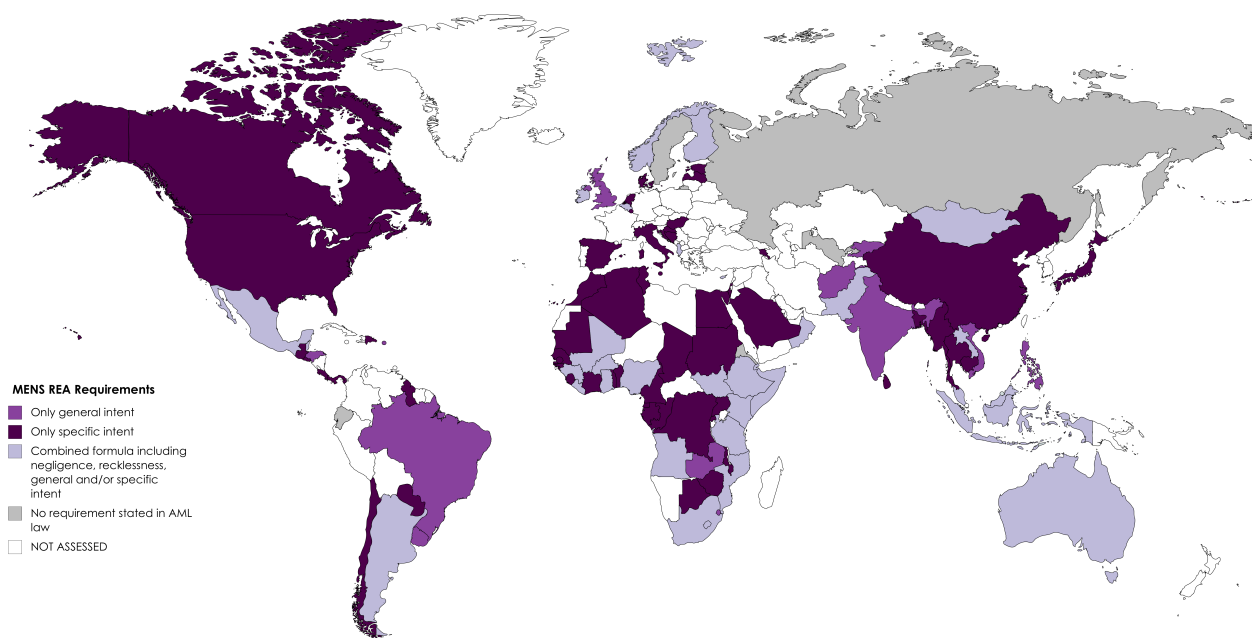 MENS REA Requirements
Only general intent
Only specific intent
Combined formula including
negligence, recklessness,
general and/or specific
intent
No requirement stated in AML
law
NOT ASSESSED